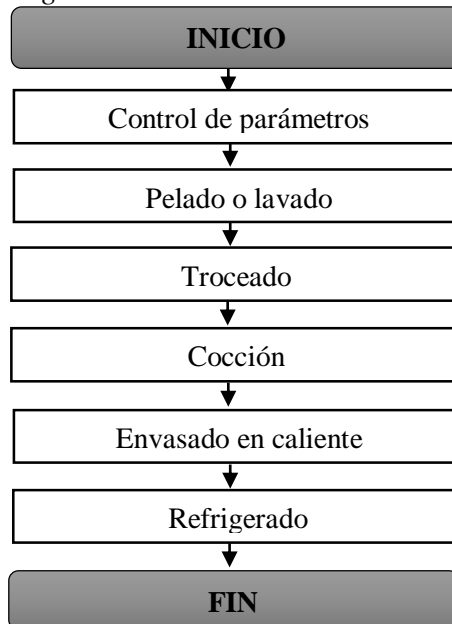 INICIO
Control de parámetros
Pelado o lavado
Troceado
Cocción
Envasado en caliente
Refrigerado
FIN